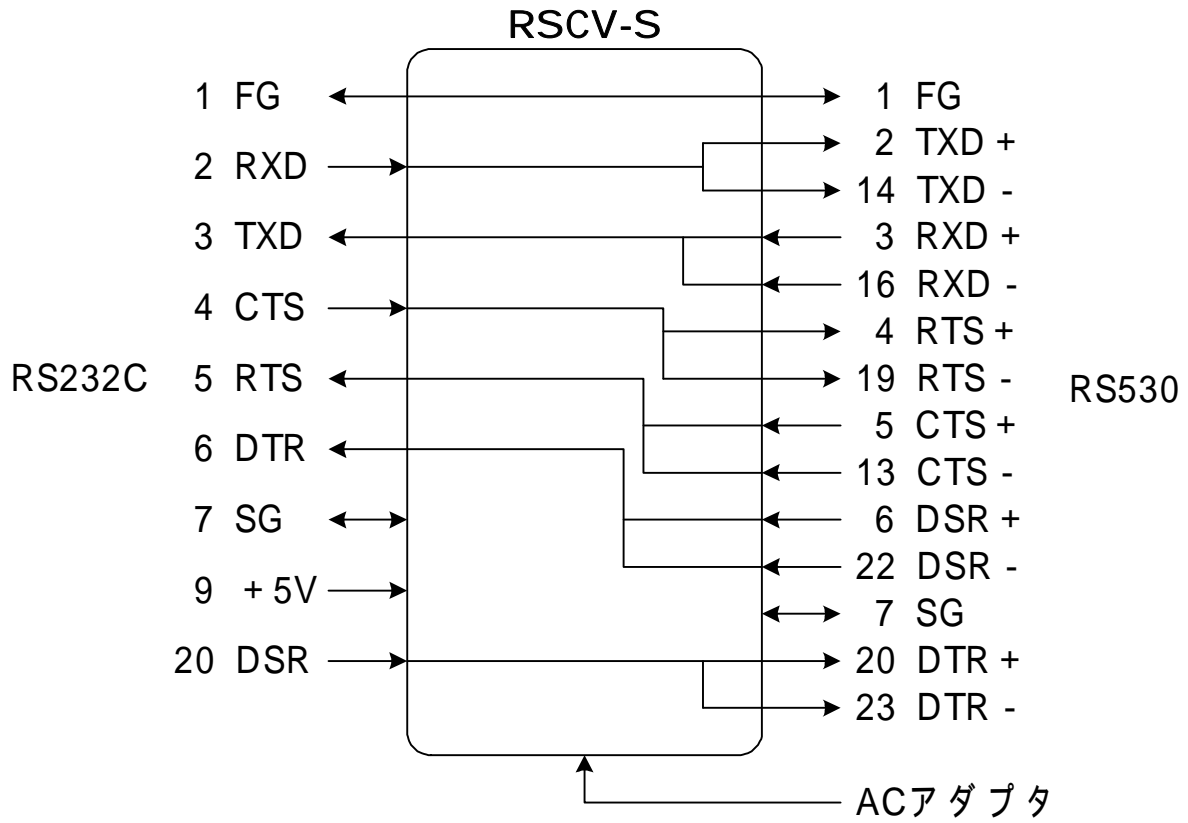 RSCV-S
1 FG
2 RXD
3 TXD
4 CTS
RS232C
5 RTS
6 DTR
7 SG
9 +5V
20 DSR
1 FG
2 TXD +
14 TXD -
3 RXD +
16 RXD -
4 RTS +
19 RTS -
RS530
5 CTS +
13 CTS -
6 DSR +
22 DSR -
7 SG
20 DTR +
23 DTR -
ACアダプタ